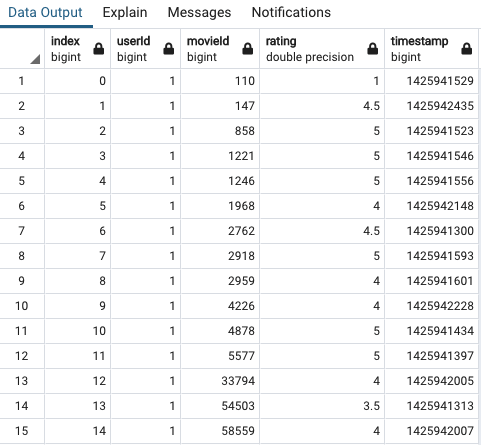 Data Output Explain Messages Notifications
index userId movieId rating timestamp
bigint bigint bigint double precision bigint
1 0 1 110 1 1425941529
2 1 1 147 4.5 1425942435
3 2 1 858 5 1425941523
4 3 1 1221 5 1425941546
5 4 1 1246 5 1425941556
6 5 1 1968 4 1425942148
7 6 1 2762 4.5 1425941300
8 7 1 2918 5 1425941593
9 8 1 2959 4 1425941601
10 9 1 4226 4 1425942228
11 10 1 4878 5 1425941434
12 11 1 5577 5 1425941397
13 12 1 33794 4 1425942005
14 13 1 54503 3.5 1425941313
15 14 1 58559 4 1425942007